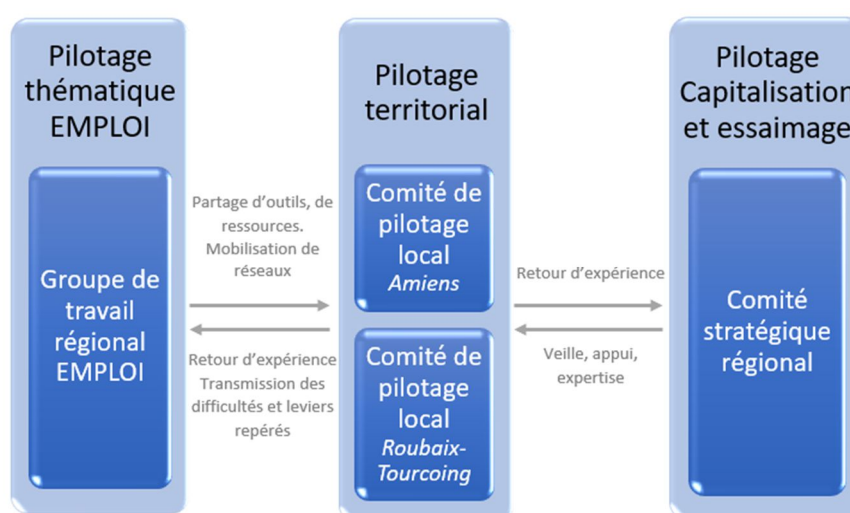 Pilotage
thématique
EMPLOI
Groupe de
travail
régional
EMPLOI
Partage d'outils, de
ressources.
Mobilisation de
réseaux
Retour d'expérience
Transmission des
difficultés et leviers
repérés
Pilotage
territorial
Comité de
pilotage
local
Amiens
Comité de
pilotage
local
Roubaix-
Tourcoing
Retour d'expérience
Veille, appui,
expertise
Pilotage
Capitalisation
et essaimage
Comité
stratégique
régional